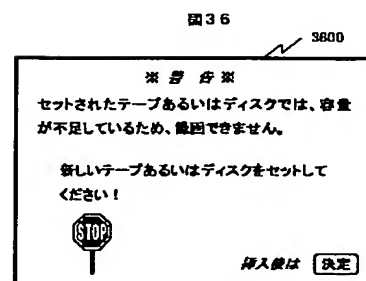 図36
3600
※ 警 告 ※
セットされたテープあるいはディスクでは、容量
が不足しているため、録画できません。
新しいテープあるいはディスクをセットして
ください!
STOP
挿入後は 決定